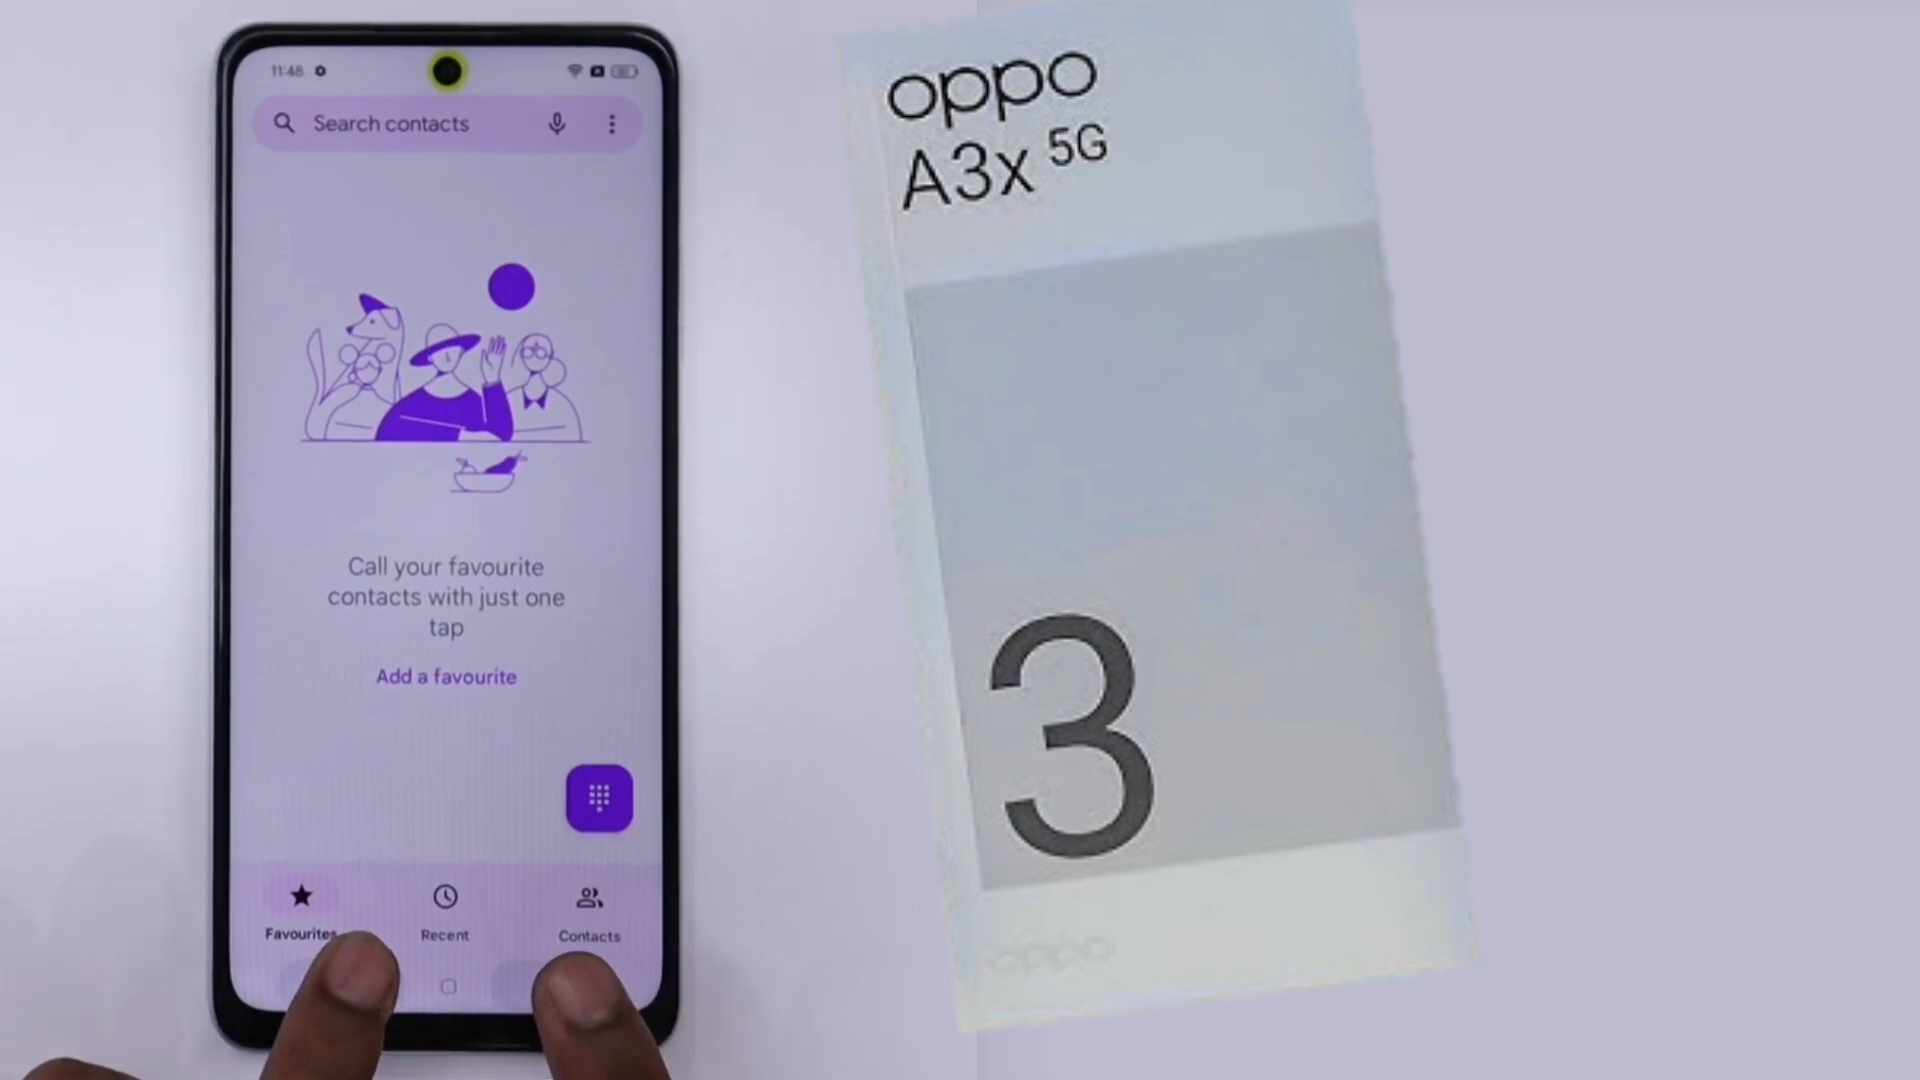 11:48
Search contacts
Call your favourite
contacts with just one
tap
Add a favourite
Favourites
Recent
Contacts
oppo
A3x 5G
3
oppo